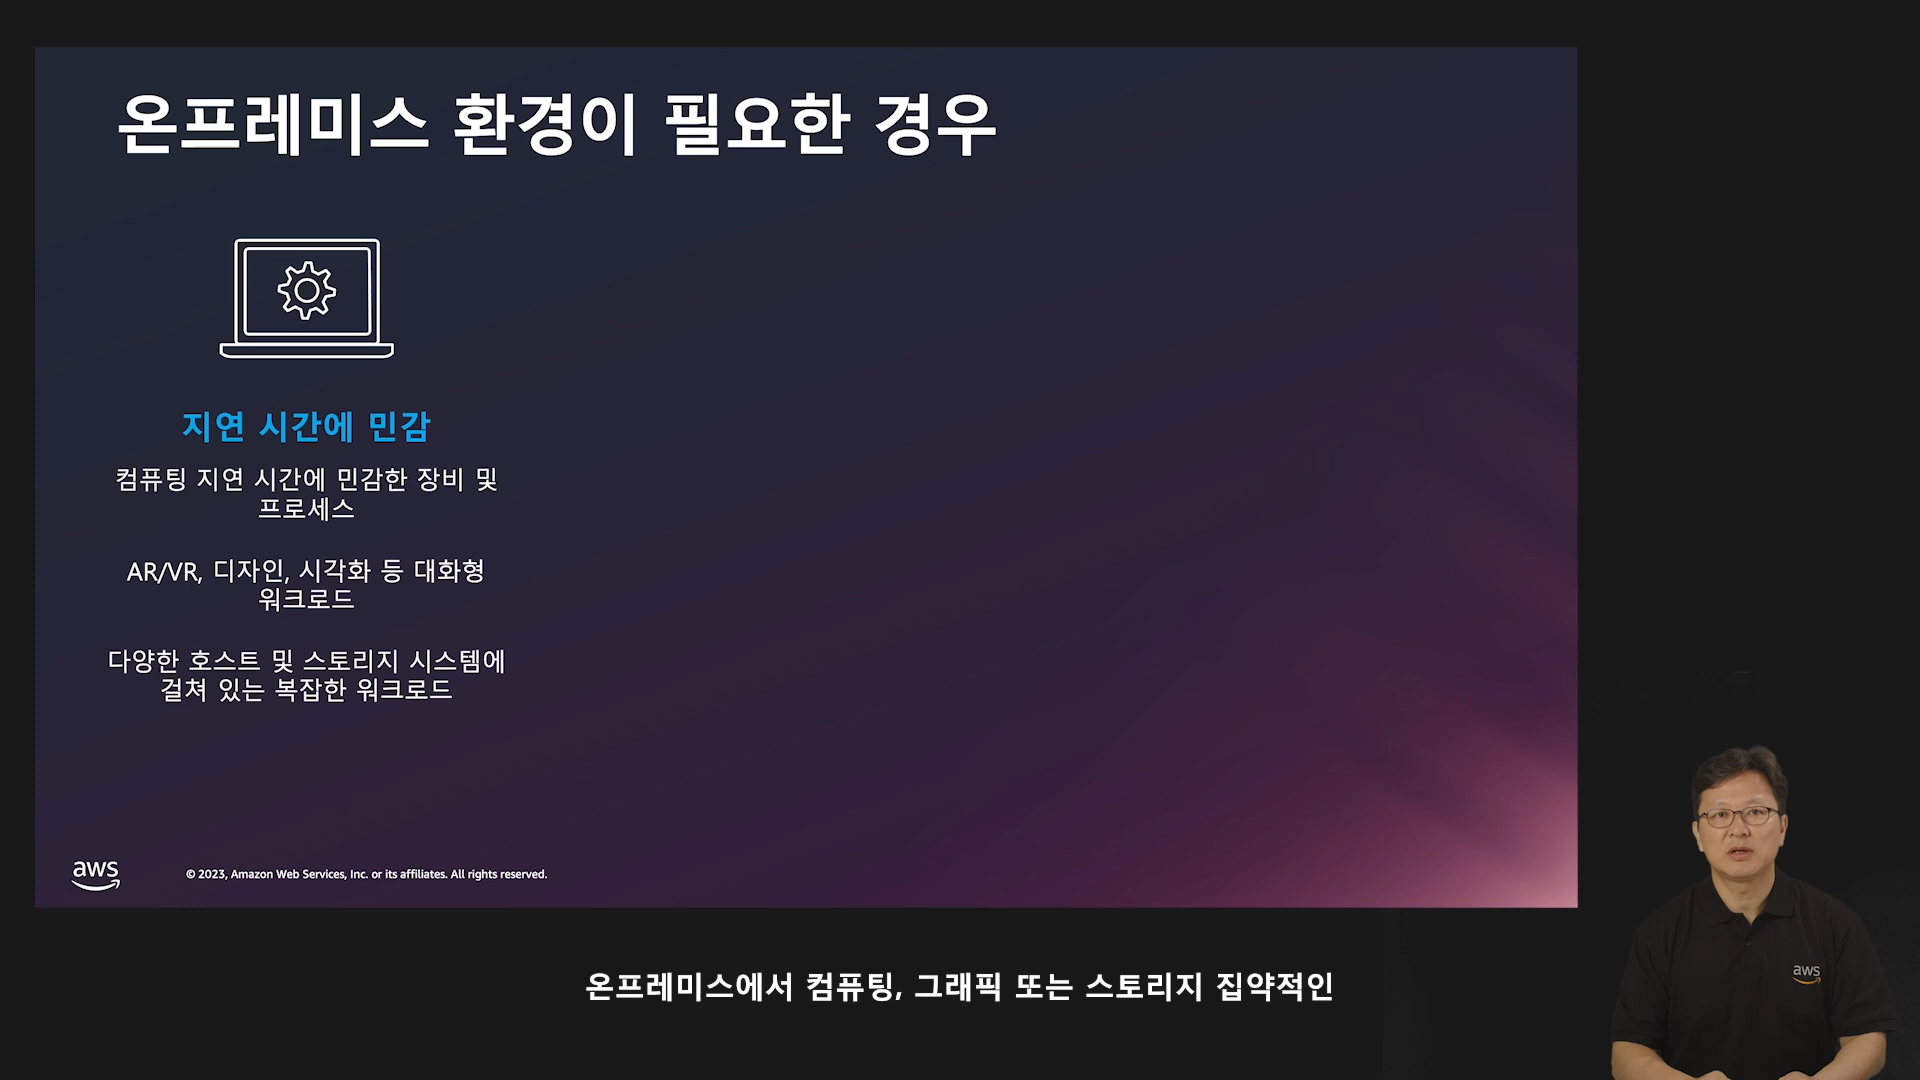 온프레미스 환경이 필요한 경우
지연 시간에 민감
컴퓨팅 지연 시간에 민감한 장비 및
프로세스
AR/VR, 디자인, 시각화 등 대화형
워크로드
다양한 호스트 및 스토리지 시스템에
걸쳐 있는 복잡한 워크로드
aws
© 2023, Amazon Web Services, Inc. or its affiliates. All rights reserved.
aws
온프레미스에서 컴퓨팅, 그래픽 또는 스토리지 집약적인